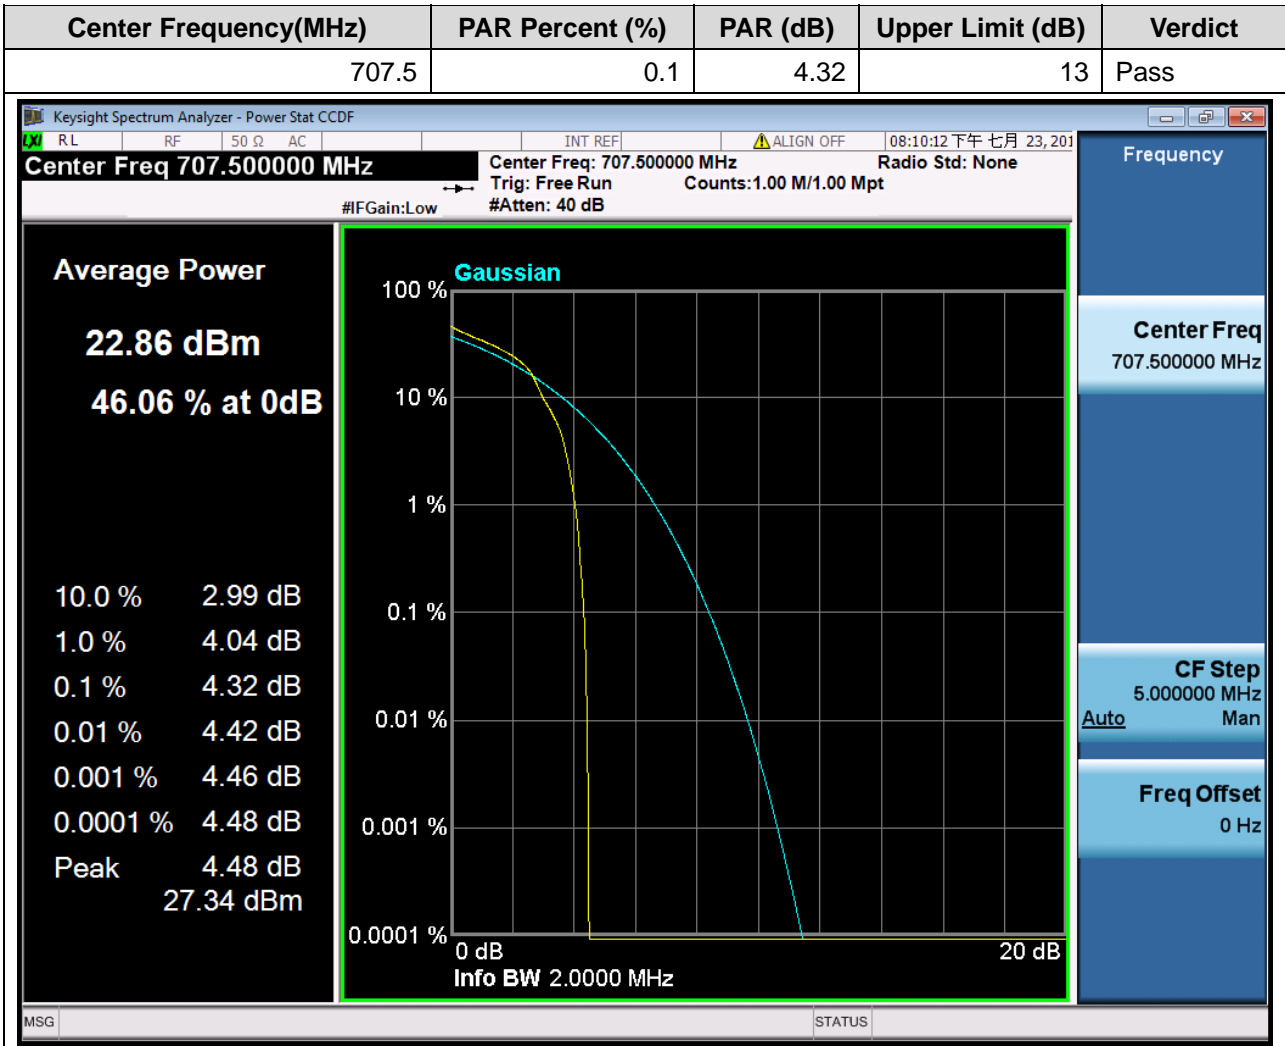 Center Frequency(MHz) PAR Percent (%) PAR (dB) Upper Limit (dB) Verdict
707.5 0.1 4.32 13 Pass
Keysight Spectrum Analyzer - Power Stat CCDF
LXI RL RF 50 Ω AC INT REF ALIGN OFF 08:10:12 下午 七月 23, 201
Center Freq 707.500000 MHz
#IFGain:Low
Center Freq: 707.500000 MHz Radio Std: None
Trig: Free Run Counts:1.00 M/1.00 Mpt
#Atten: 40 dB
Average Power
22.86 dBm
46.06 % at 0dB
10.0 % 2.99 dB
1.0 % 4.04 dB
0.1 % 4.32 dB
0.01 % 4.42 dB
0.001 % 4.46 dB
0.0001 % 4.48 dB
Peak 4.48 dB
27.34 dBm
Gaussian
100 %
10 %
1 %
0.1 %
0.01 %
0.001 %
0.0001 %
0 dB 20 dB
Info BW 2.0000 MHz
Frequency
Center Freq
707.500000 MHz
CF Step
5.000000 MHz
Auto Man
Freq Offset
0 Hz
MSG STATUS